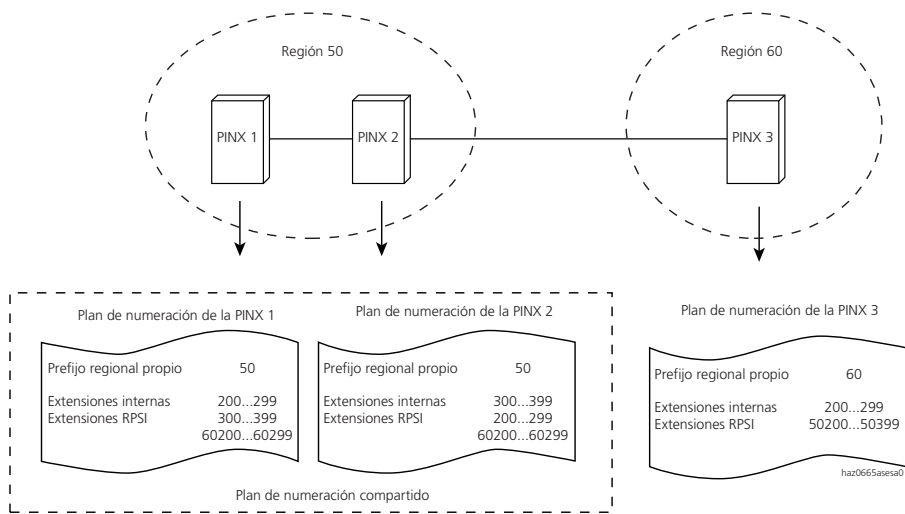 Región 50
Región 60
PINX 1
PINX 2
PINX 3
Plan de numeración de la PINX 1
Prefijo regional propio 50
Extensiones internas 200...299
Extensiones RPSI 300...399
60200...60299
Plan de numeración de la PINX 2
Prefijo regional propio 50
Extensiones internas 300...399
Extensiones RPSI 200...299
60200...60299
Plan de numeración compartido
Plan de numeración de la PINX 3
Prefijo regional propio 60
Extensiones internas 200...299
Extensiones RPSI 50200...50399
haz0665asesa0